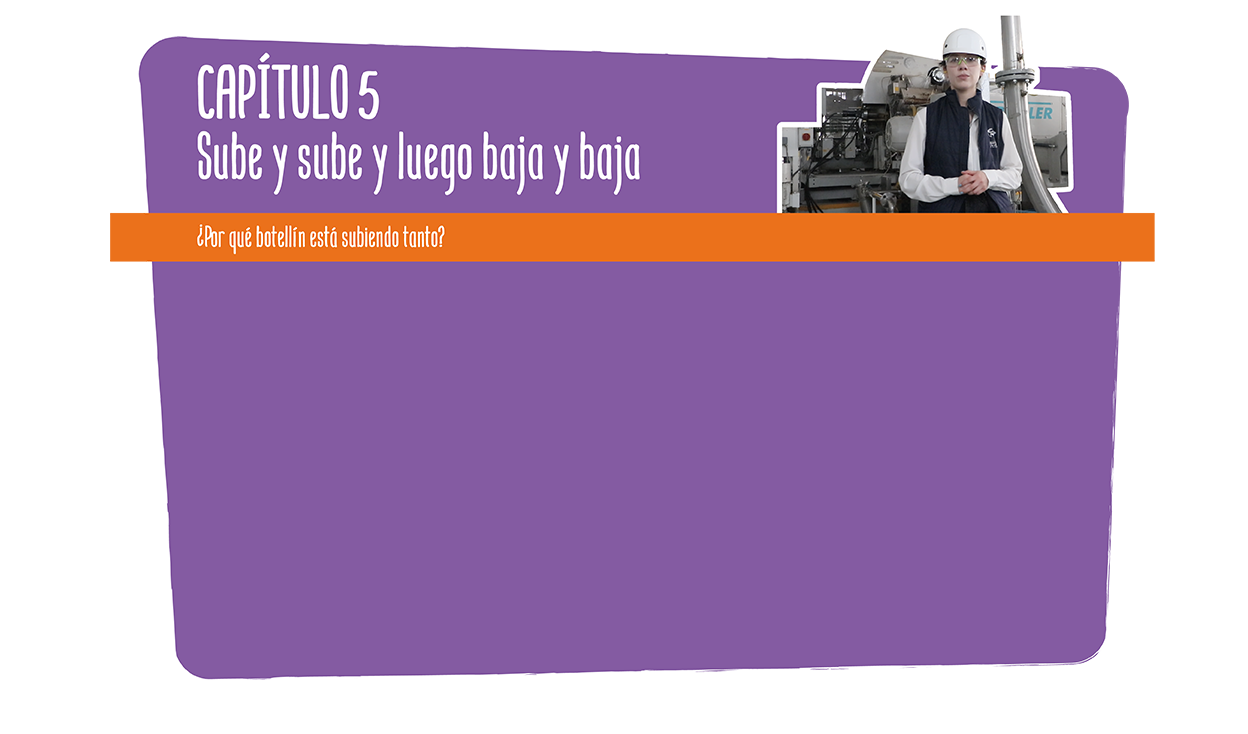 CAPÍTULO 5
Sube y sube y luego baja y baja
¿Por qué botellín está subiendo tanto?